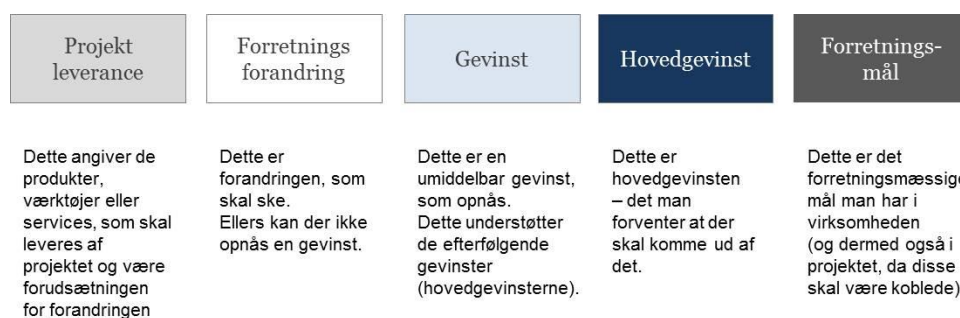 Projekt
leverance
Forretnings
forandring
Gevinst
Hovedgevinst
Forretnings-
mål
Dette angiver de
produkter,
værktøjer eller
services, som skal
leveres af
projektet og være
forudsætningen
for forandringen
Dette er
forandringen, som
skal ske.
Ellers kan der ikke
opnås en gevinst.
Dette er en
umiddelbar gevinst,
som opnås.
Dette understøtter
de efterfølgende
gevinster
(hovedgevinsterne).
Dette er
hovedgevinsten
– det man
forventer at der
skal komme ud af
det.
Dette er det
forretningsmæssige
mål man har i
virksomheden
(og dermed også i
projektet, da disse
skal være koblede)